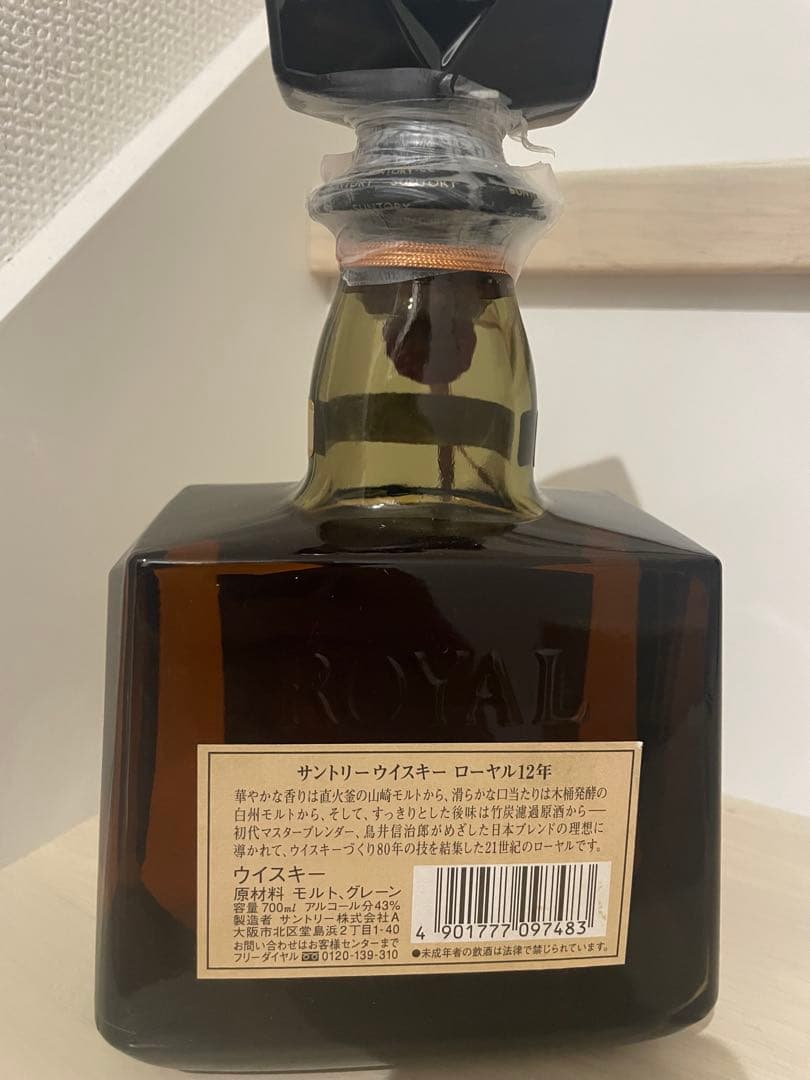 SUNTORY
SUNTORY
ROYAL
サントリーウイスキー ローヤル12年
華やかな香りは直火釜の山崎モルトから、滑らかな口当たりは木桶発酵の
白州モルトから、そして、すっきりとした後味は竹炭濾過原酒から――
初代マスターブレンダー、鳥井信治郎がめざした日本ブレンドの理想に
導かれて、ウイスキーづくり80年の技を結集した21世紀のローヤルです。
ウイスキー
原材料 モルト、グレーン
容量 700ml アルコール分43%
製造者 サントリー株式会社A
大阪市北区堂島浜2丁目1-40
お問い合わせはお客様センターまで
フリーダイヤル 0120-139-310
4 901777 097483
●未成年者の飲酒は法律で禁じられています。